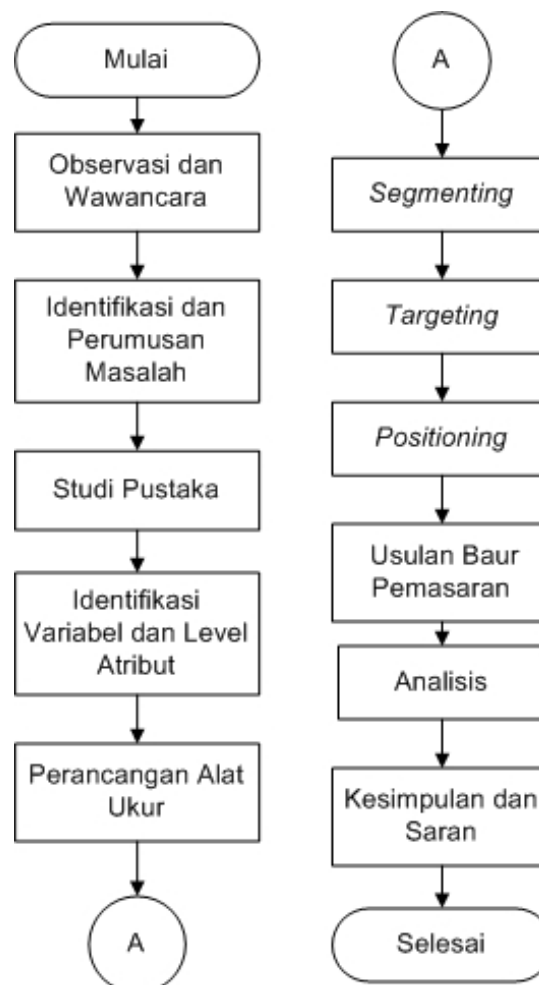 Mulai
Observasi dan
Wawancara
Identifikasi dan
Perumusan
Masalah
Studi Pustaka
Identifikasi
Variabel dan Level
Atribut
Perancangan Alat
Ukur
A
A
Segmenting
Targeting
Positioning
Usulan Baur
Pemasaran
Analisis
Kesimpulan dan
Saran
Selesai